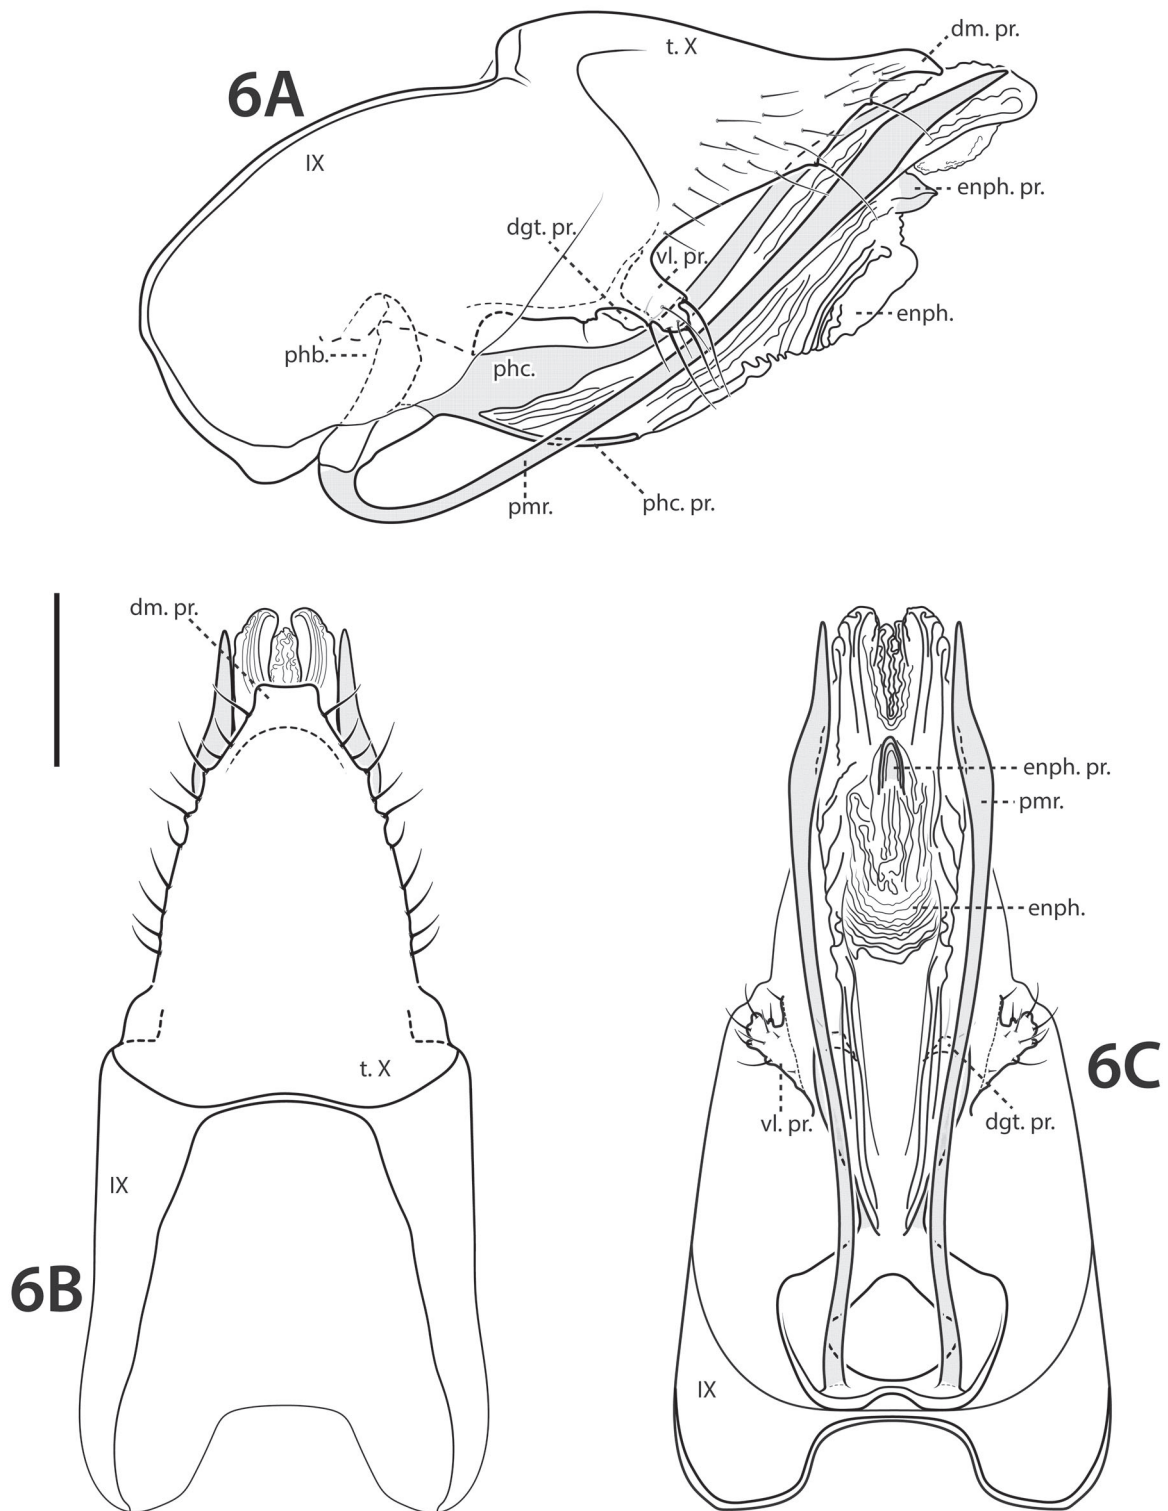 6A
t. X
dm. pr.
IX
enph. pr.
dgt. pr.
vl. pr.
enph.
phb.
phc.
pmr.
phc. pr.
dm. pr.
t. X
IX
6B
enph. pr.
pmr.
enph.
6C
vl. pr.
dgt. pr.
IX